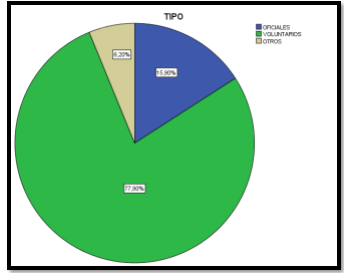 TIPO
OFICIALES
VOLUNTARIOS
OTROS
6,20%
15,90%
77,90%